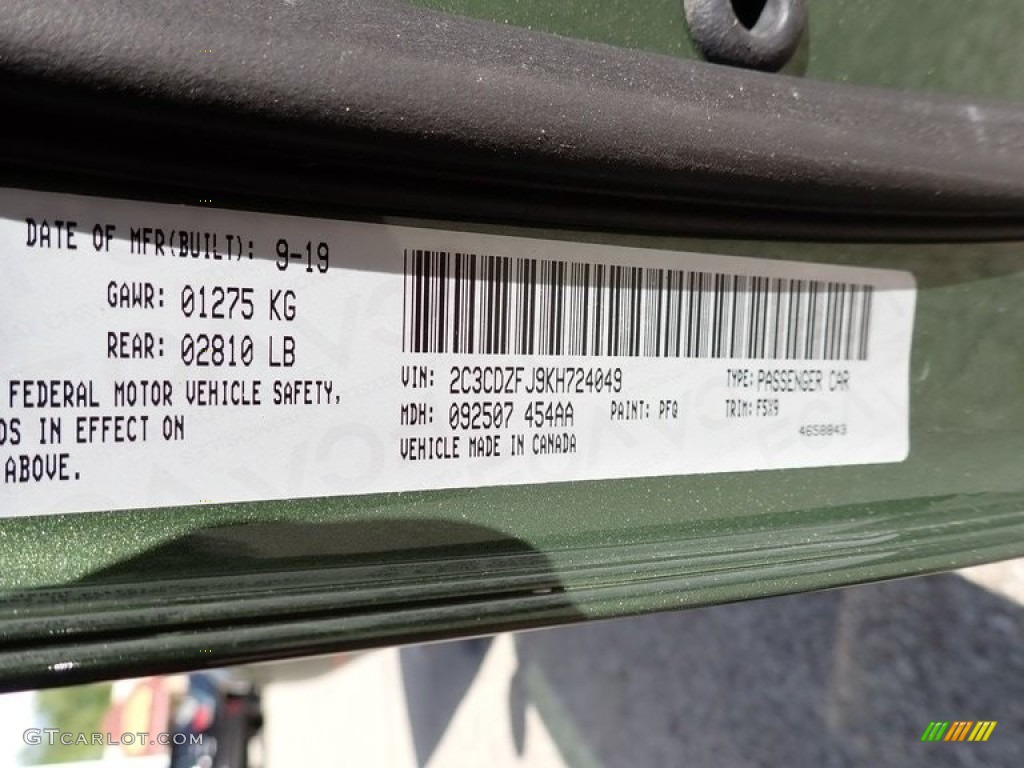 DATE OF MFR(BUILT): 9-19
GAWR: 01275 KG
REAR: 02810 LB
FEDERAL MOTOR VEHICLE SAFETY,
DS IN EFFECT ON
ABOVE.
VIN: 2C3CDZFJ9KH724049 TYPE: PASSENGER CAR
MDH: 092507 454AA PAINT: PFQ TRIM: F5X9
VEHICLE MADE IN CANADA 4658843
GTCARLOT.COM